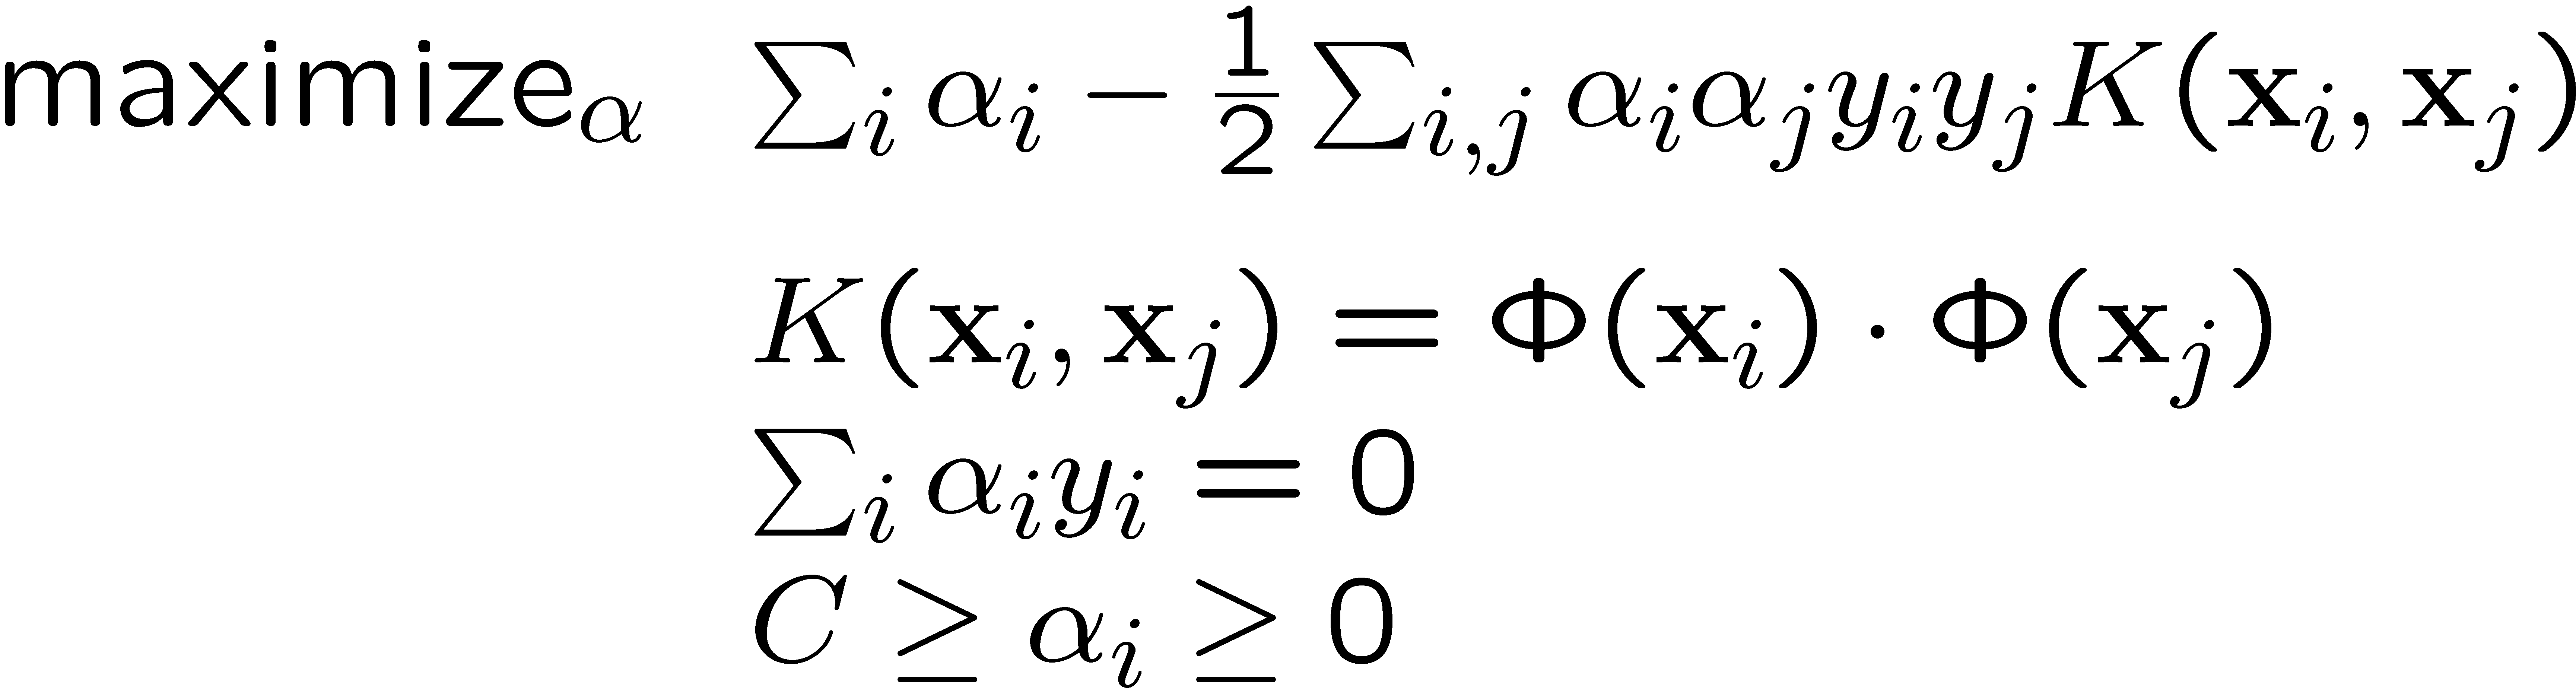 maximize_α ∑_i α_i − 1/2 ∑_{i,j} α_i α_j y_i y_j K(𝐱_i, 𝐱_j)
K(𝐱_i, 𝐱_j) = Φ(𝐱_i) · Φ(𝐱_j)
∑_i α_i y_i = 0
C ≥ α_i ≥ 0